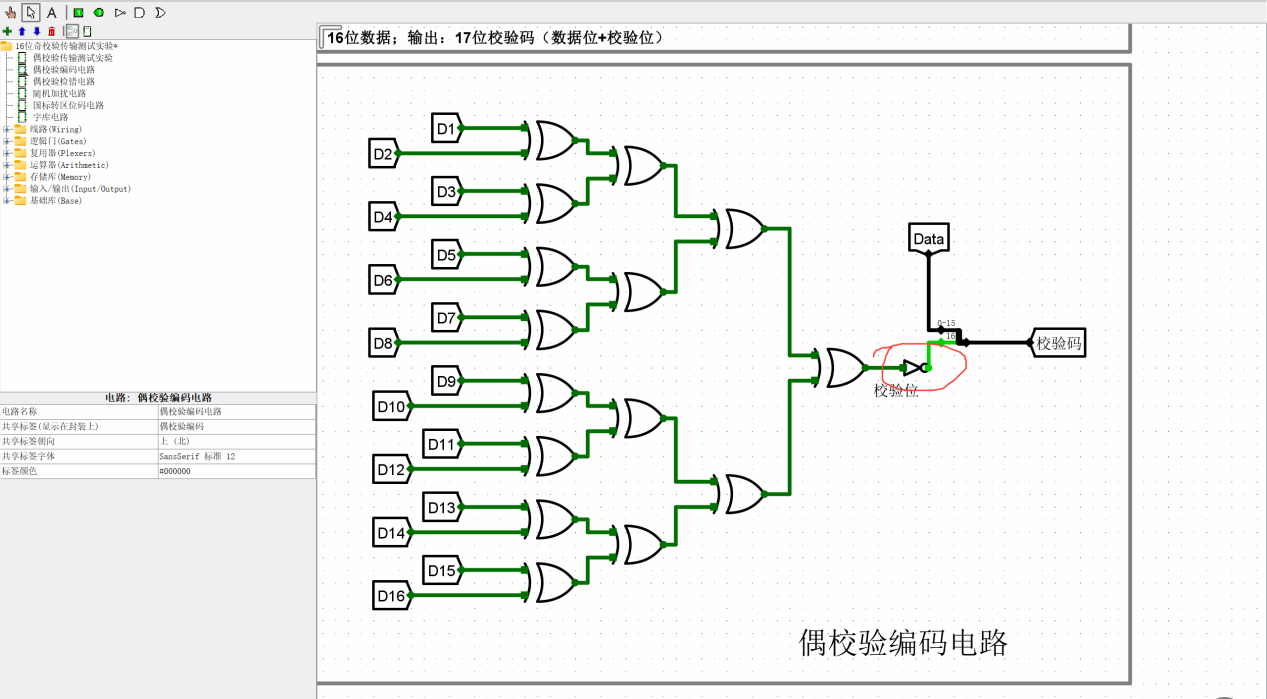 A
16位奇校验传输测试实验*
偶校验传输测试实验
偶校验编码电路
偶校验检错电路
随机加扰电路
国标转区位码电路
字库电路
线路(Wiring)
逻辑门(Gates)
复用器(Plexers)
运算器(Arithmetic)
存储库(Memory)
输入/输出(Input/Output)
基础库(Base)
电路: 偶校验编码电路
电路名称 偶校验编码电路
共享标签(显示在封装上) 偶校验编码
共享标签朝向 上 (北)
共享标签字体 SansSerif 标准 12
标签颜色 #000000
16位数据；输出：17位校验码（数据位+校验位）
D1
D2
D3
D4
D5
D6
D7
D8
D9
D10
D11
D12
D13
D14
D15
D16
Data
0-15
16
校验码
校验位
偶校验编码电路